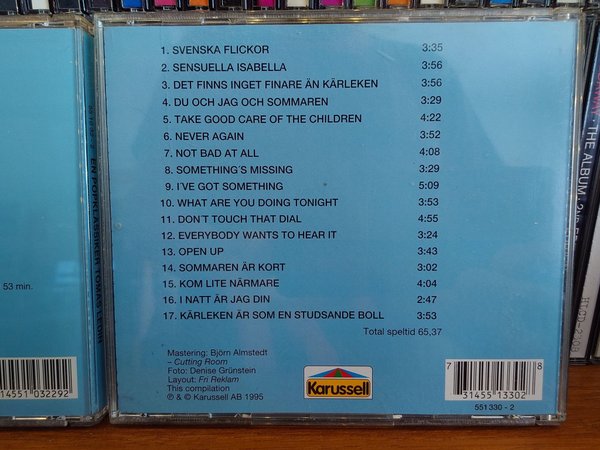 1. SVENSKA FLICKOR 3:35
2. SENSUELLA ISABELLA 3:56
3. DET FINNS INGET FINARE ÄN KÄRLEKEN 3:56
4. DU OCH JAG OCH SOMMAREN 3:29
5. TAKE GOOD CARE OF THE CHILDREN 4:22
6. NEVER AGAIN 3:52
7. NOT BAD AT ALL 4:08
8. SOMETHING'S MISSING 3:29
9. I'VE GOT SOMETHING 5:09
10. WHAT ARE YOU DOING TONIGHT 3:53
11. DON'T TOUCH THAT DIAL 4:55
12. EVERYBODY WANTS TO HEAR IT 3:24
13. OPEN UP 3:43
14. SOMMAREN ÄR KORT 3:02
15. KOM LITE NÄRMARE 4:04
16. I NATT ÄR JAG DIN 2:47
17. KÄRLEKEN ÄR SOM EN STUDSANDE BOLL 3:53
Total speltid 65,37
Mastering: Björn Almstedt
– Cutting Room
Foto: Denise Grünstein
Layout: Fri Reklam
This compilation
℗ & © Karussell AB 1995
Karussell
7 31455 13302 8
551 330 - 2
53 min.
14551 032292
EN POPKLASSIKER TOMAS LEDIN
THE ALBUM